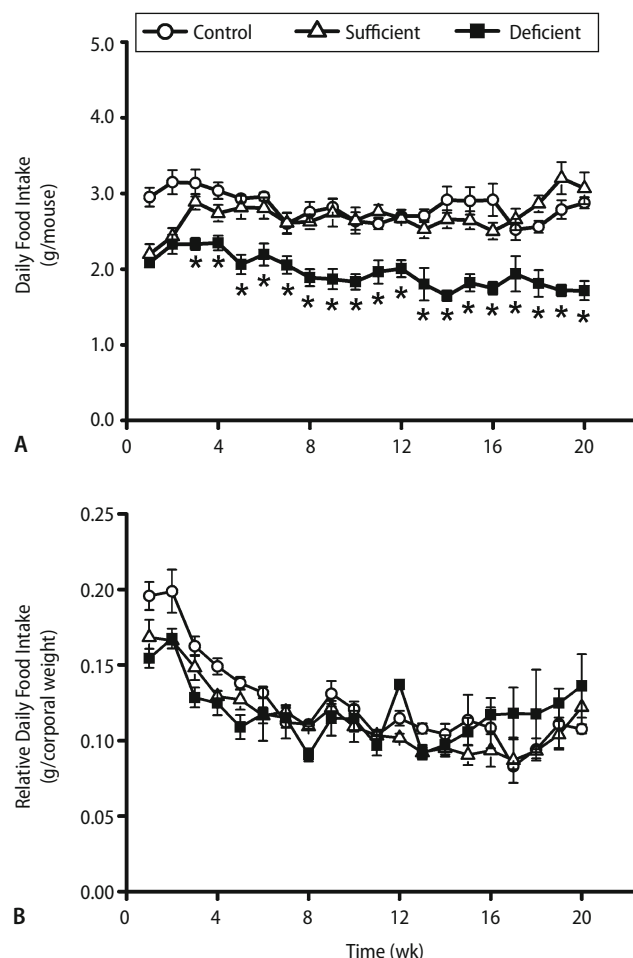 Control Sufficient Deficient
5.0
4.0
3.0
2.0
1.0
0.0
Daily Food Intake
(g/mouse)
* * * * * * * * * * * * * * * * * *
0 4 8 12 16 20
A
0.25
0.20
0.15
0.10
0.05
0.00
Relative Daily Food Intake
(g/corporal weight)
0 4 8 12 16 20
B
Time (wk)